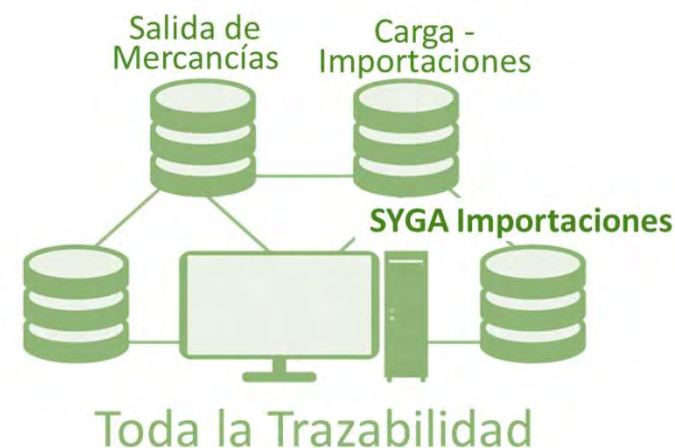 Salida de
Mercancías
Carga -
Importaciones
SYGA Importaciones
Toda la Trazabilidad